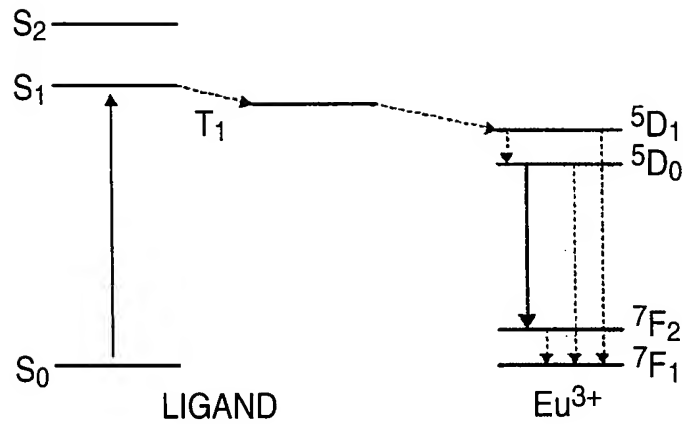 S₂
S₁
T₁
⁵D₁
⁵D₀
⁷F₂
S₀
⁷F₁
LIGAND
Eu³⁺